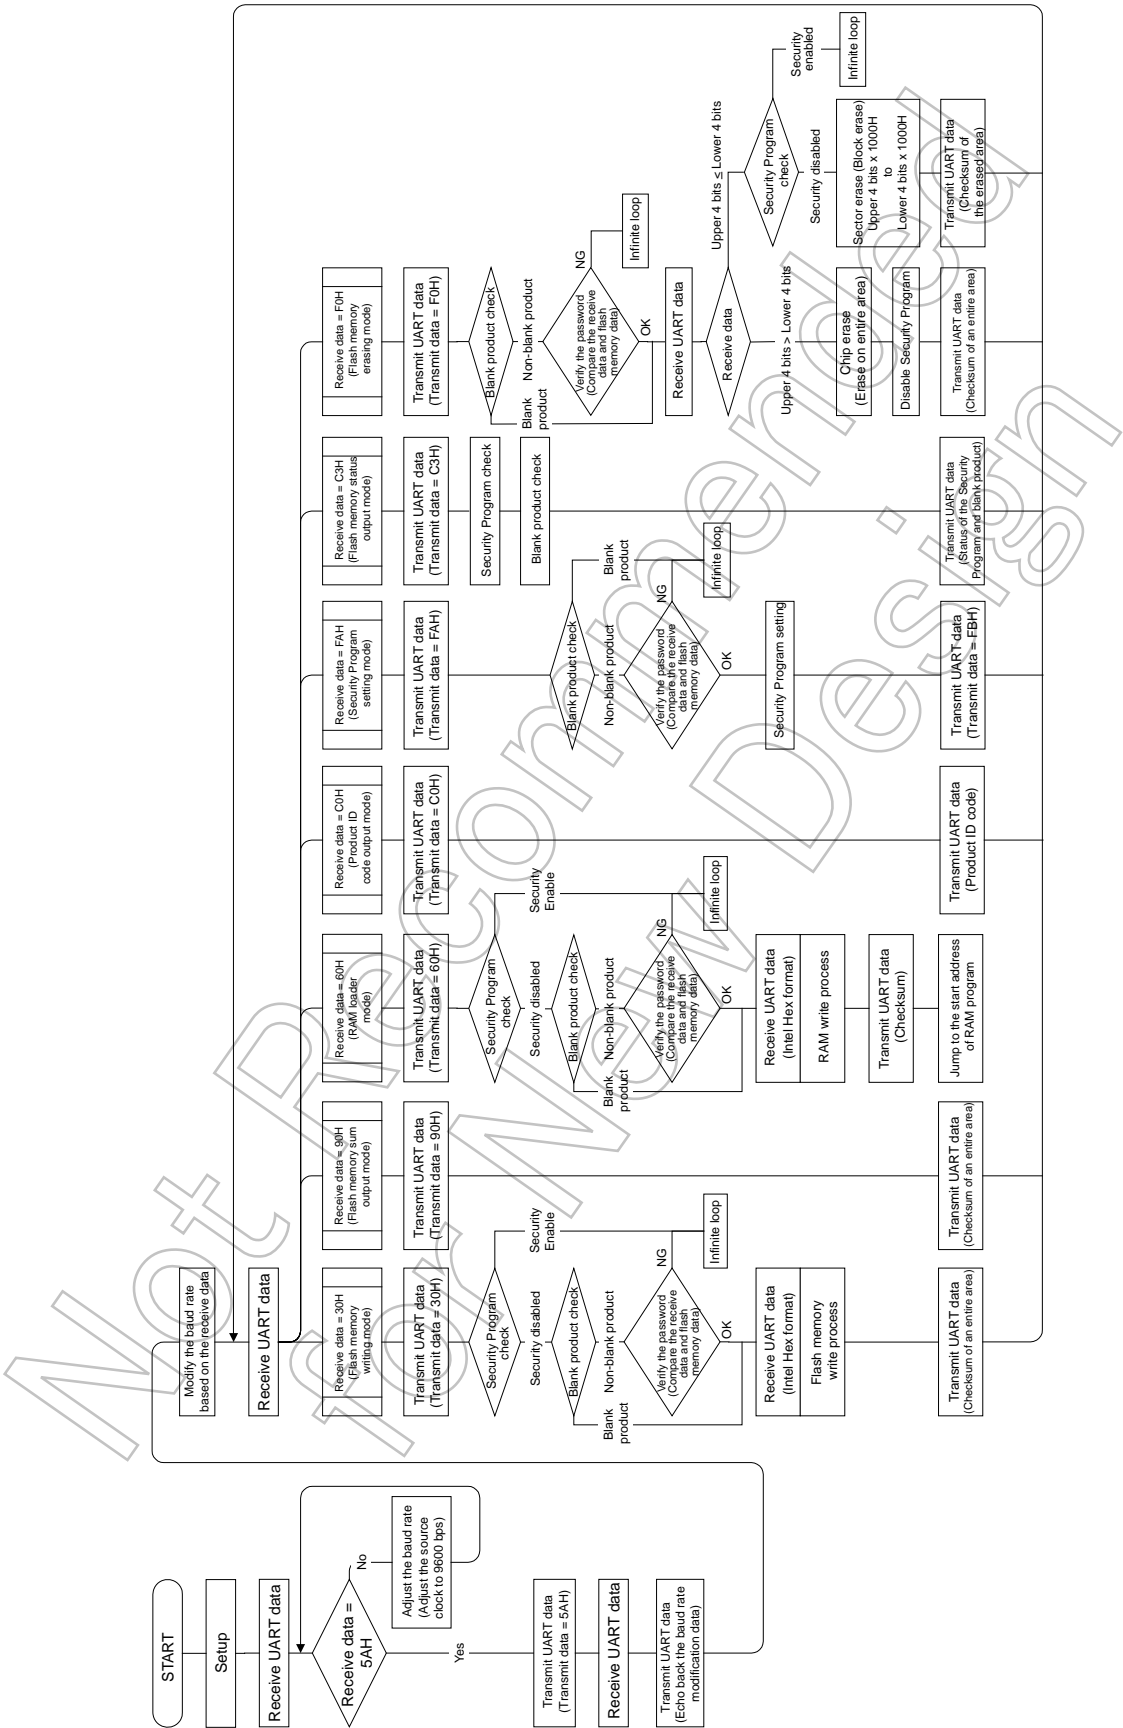 START
Setup
Receive UART data
Receive data =
5AH
No
Adjust the baud rate
(Adjust the source
clock to 9600 bps)
Yes
Transmit UART data
(Transmit data = 5AH)
Receive UART data
Transmit UART data
(Echo back the baud rate
modification data)
Modify the baud rate
based on the receive data
Receive UART data
Receive data = 30H
(Flash memory
writing mode)
Transmit UART data
(Transmit data = 30H)
Security Program
check
Security
Enable
Security disabled
Blank product check
Blank
product
Non-blank product
Verify the password
(Compare the receive
data and flash
memory data)
NG
Infinite loop
OK
Receive UART data
(Intel Hex format)
Flash memory
write process
Transmit UART data
(Checksum of an entire area)
Receive data = 90H
(Flash memory sum
output mode)
Transmit UART data
(Transmit data = 90H)
Transmit UART data
(Checksum of an entire area)
Receive data = 60H
(RAM loader
mode)
Transmit UART data
(Transmit data = 60H)
Security Program
check
Security
Enable
Security disabled
Blank product check
Blank
product
Non-blank product
Verify the password
(Compare the receive
data and flash
memory data)
NG
Infinite loop
OK
Receive UART data
(Intel Hex format)
RAM write process
Transmit UART data
(Checksum)
Jump to the start address
of RAM program
Receive data = C0H
(Product ID
code output mode)
Transmit UART data
(Transmit data = C0H)
Transmit UART data
(Product ID code)
Receive data = FAH
(Security Program
setting mode)
Transmit UART data
(Transmit data = FAH)
Blank product check
Blank
product
Non-blank product
Verify the password
(Compare the receive
data and flash
memory data)
NG
Infinite loop
OK
Security Program setting
Transmit UART data
(Transmit data = FBH)
Receive data = C3H
(Flash memory status
output mode)
Transmit UART data
(Transmit data = C3H)
Security Program check
Blank product check
Transmit UART data
(Status of the Security
Program and blank product)
Receive data = F0H
(Flash memory
erasing mode)
Transmit UART data
(Transmit data = F0H)
Blank product check
Blank
product
Non-blank product
Verify the password
(Compare the receive
data and flash
memory data)
NG
Infinite loop
OK
Receive UART data
Receive data
Upper 4 bits > Lower 4 bits
Chip erase
(Erase on entire area)
Disable Security Program
Transmit UART data
(Checksum of an entire area)
Upper 4 bits ≤ Lower 4 bits
Security Program
check
Security
enabled
Infinite loop
Security disabled
Sector erase (Block erase)
Upper 4 bits x 1000H
to
Lower 4 bits x 1000H
Transmit UART data
(Checksum of
the erased area)
Not Recommended
for New Design